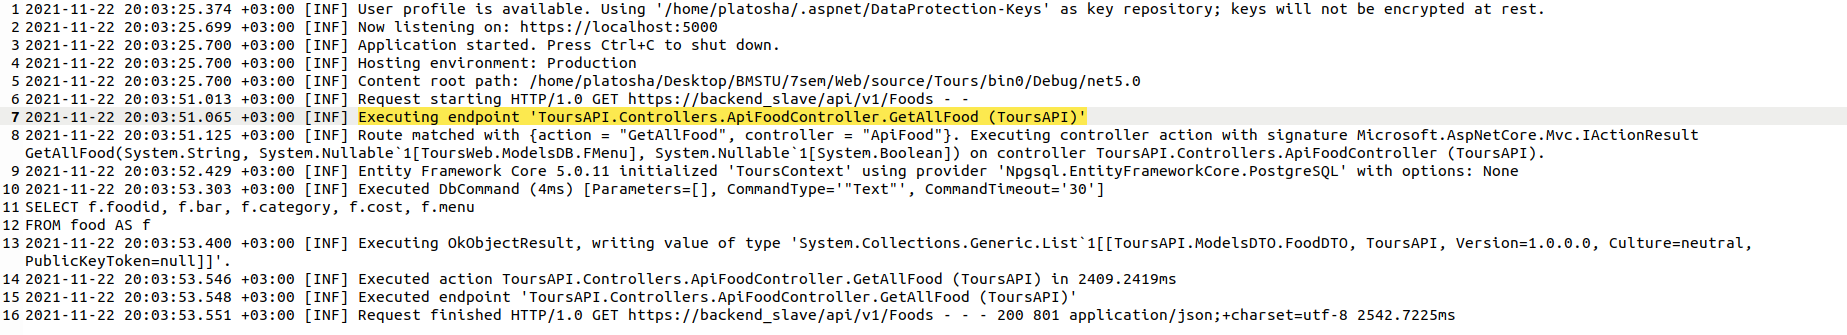 1 2021-11-22 20:03:25.374 +03:00 [INF] User profile is available. Using '/home/platosha/.aspnet/DataProtection-Keys' as key repository; keys will not be encrypted at rest.
2 2021-11-22 20:03:25.699 +03:00 [INF] Now listening on: https://localhost:5000
3 2021-11-22 20:03:25.700 +03:00 [INF] Application started. Press Ctrl+C to shut down.
4 2021-11-22 20:03:25.700 +03:00 [INF] Hosting environment: Production
5 2021-11-22 20:03:25.700 +03:00 [INF] Content root path: /home/platosha/Desktop/BMSTU/7sem/Web/source/Tours/bin0/Debug/net5.0
6 2021-11-22 20:03:51.013 +03:00 [INF] Request starting HTTP/1.0 GET https://backend_slave/api/v1/Foods - -
7 2021-11-22 20:03:51.065 +03:00 [INF] Executing endpoint 'ToursAPI.Controllers.ApiFoodController.GetAllFood (ToursAPI)'
8 2021-11-22 20:03:51.125 +03:00 [INF] Route matched with {action = "GetAllFood", controller = "ApiFood"}. Executing controller action with signature Microsoft.AspNetCore.Mvc.IActionResult
GetAllFood(System.String, System.Nullable`1[ToursWeb.ModelsDB.FMenu], System.Nullable`1[System.Boolean]) on controller ToursAPI.Controllers.ApiFoodController (ToursAPI).
9 2021-11-22 20:03:52.429 +03:00 [INF] Entity Framework Core 5.0.11 initialized 'ToursContext' using provider 'Npgsql.EntityFrameworkCore.PostgreSQL' with options: None
10 2021-11-22 20:03:53.303 +03:00 [INF] Executed DbCommand (4ms) [Parameters=[], CommandType='"Text"', CommandTimeout='30']
11 SELECT f.foodid, f.bar, f.category, f.cost, f.menu
12 FROM food AS f
13 2021-11-22 20:03:53.400 +03:00 [INF] Executing OkObjectResult, writing value of type 'System.Collections.Generic.List`1[[ToursAPI.ModelsDTO.FoodDTO, ToursAPI, Version=1.0.0.0, Culture=neutral,
PublicKeyToken=null]]'.
14 2021-11-22 20:03:53.546 +03:00 [INF] Executed action ToursAPI.Controllers.ApiFoodController.GetAllFood (ToursAPI) in 2409.2419ms
15 2021-11-22 20:03:53.548 +03:00 [INF] Executed endpoint 'ToursAPI.Controllers.ApiFoodController.GetAllFood (ToursAPI)'
16 2021-11-22 20:03:53.551 +03:00 [INF] Request finished HTTP/1.0 GET https://backend_slave/api/v1/Foods - - - 200 801 application/json;+charset=utf-8 2542.7225ms